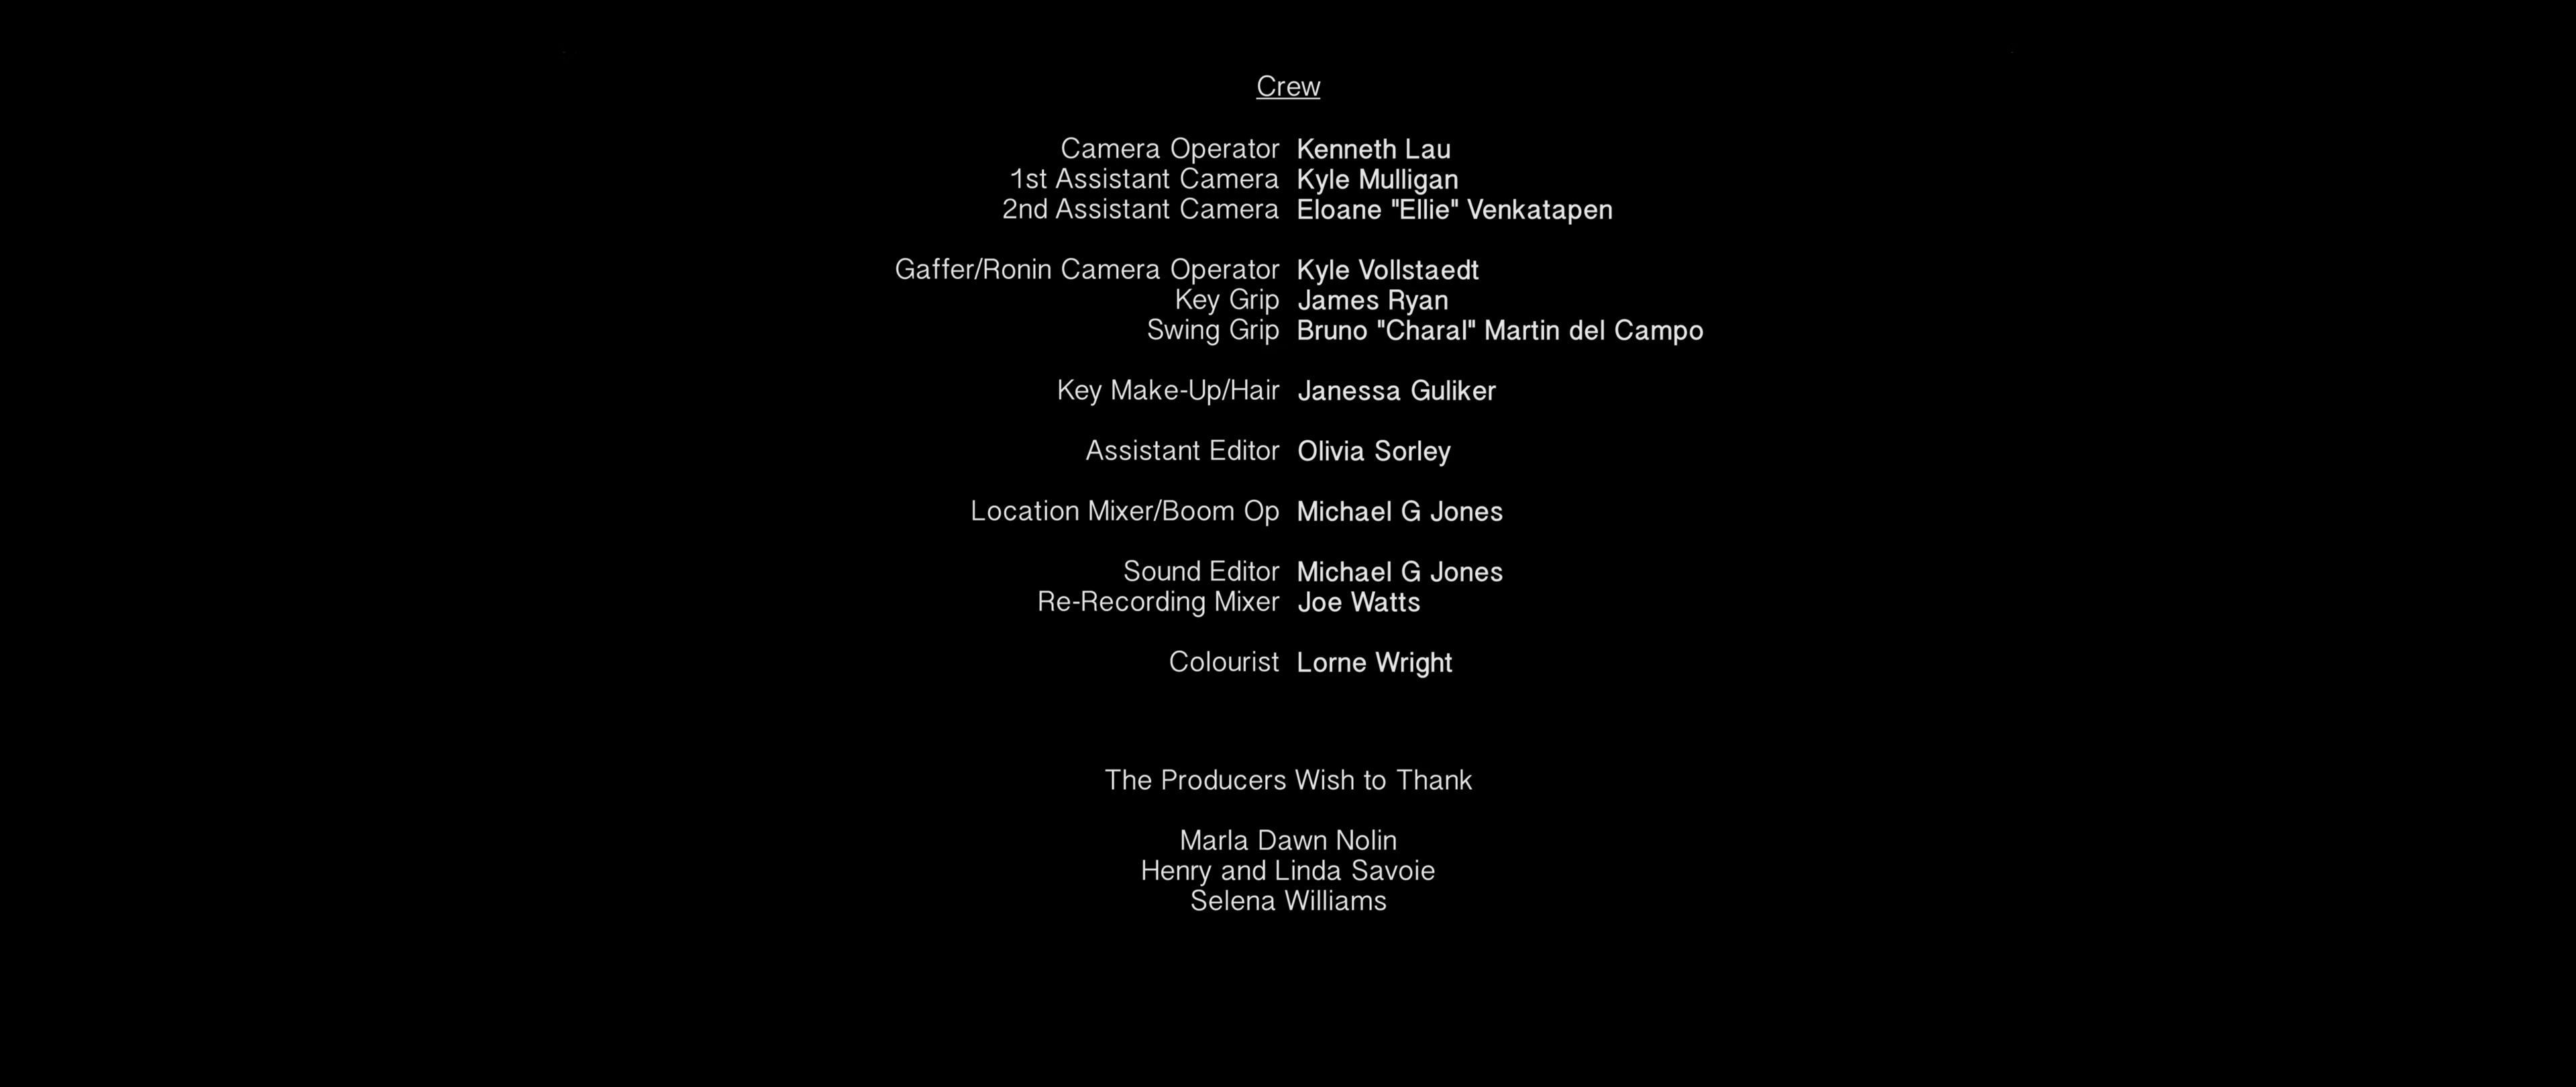 Crew
Camera Operator Kenneth Lau
1st Assistant Camera Kyle Mulligan
2nd Assistant Camera Eloane "Ellie" Venkatapen
Gaffer/Ronin Camera Operator Kyle Vollstaedt
Key Grip James Ryan
Swing Grip Bruno "Charal" Martin del Campo
Key Make-Up/Hair Janessa Guliker
Assistant Editor Olivia Sorley
Location Mixer/Boom Op Michael G Jones
Sound Editor Michael G Jones
Re-Recording Mixer Joe Watts
Colourist Lorne Wright
The Producers Wish to Thank
Marla Dawn Nolin
Henry and Linda Savoie
Selena Williams